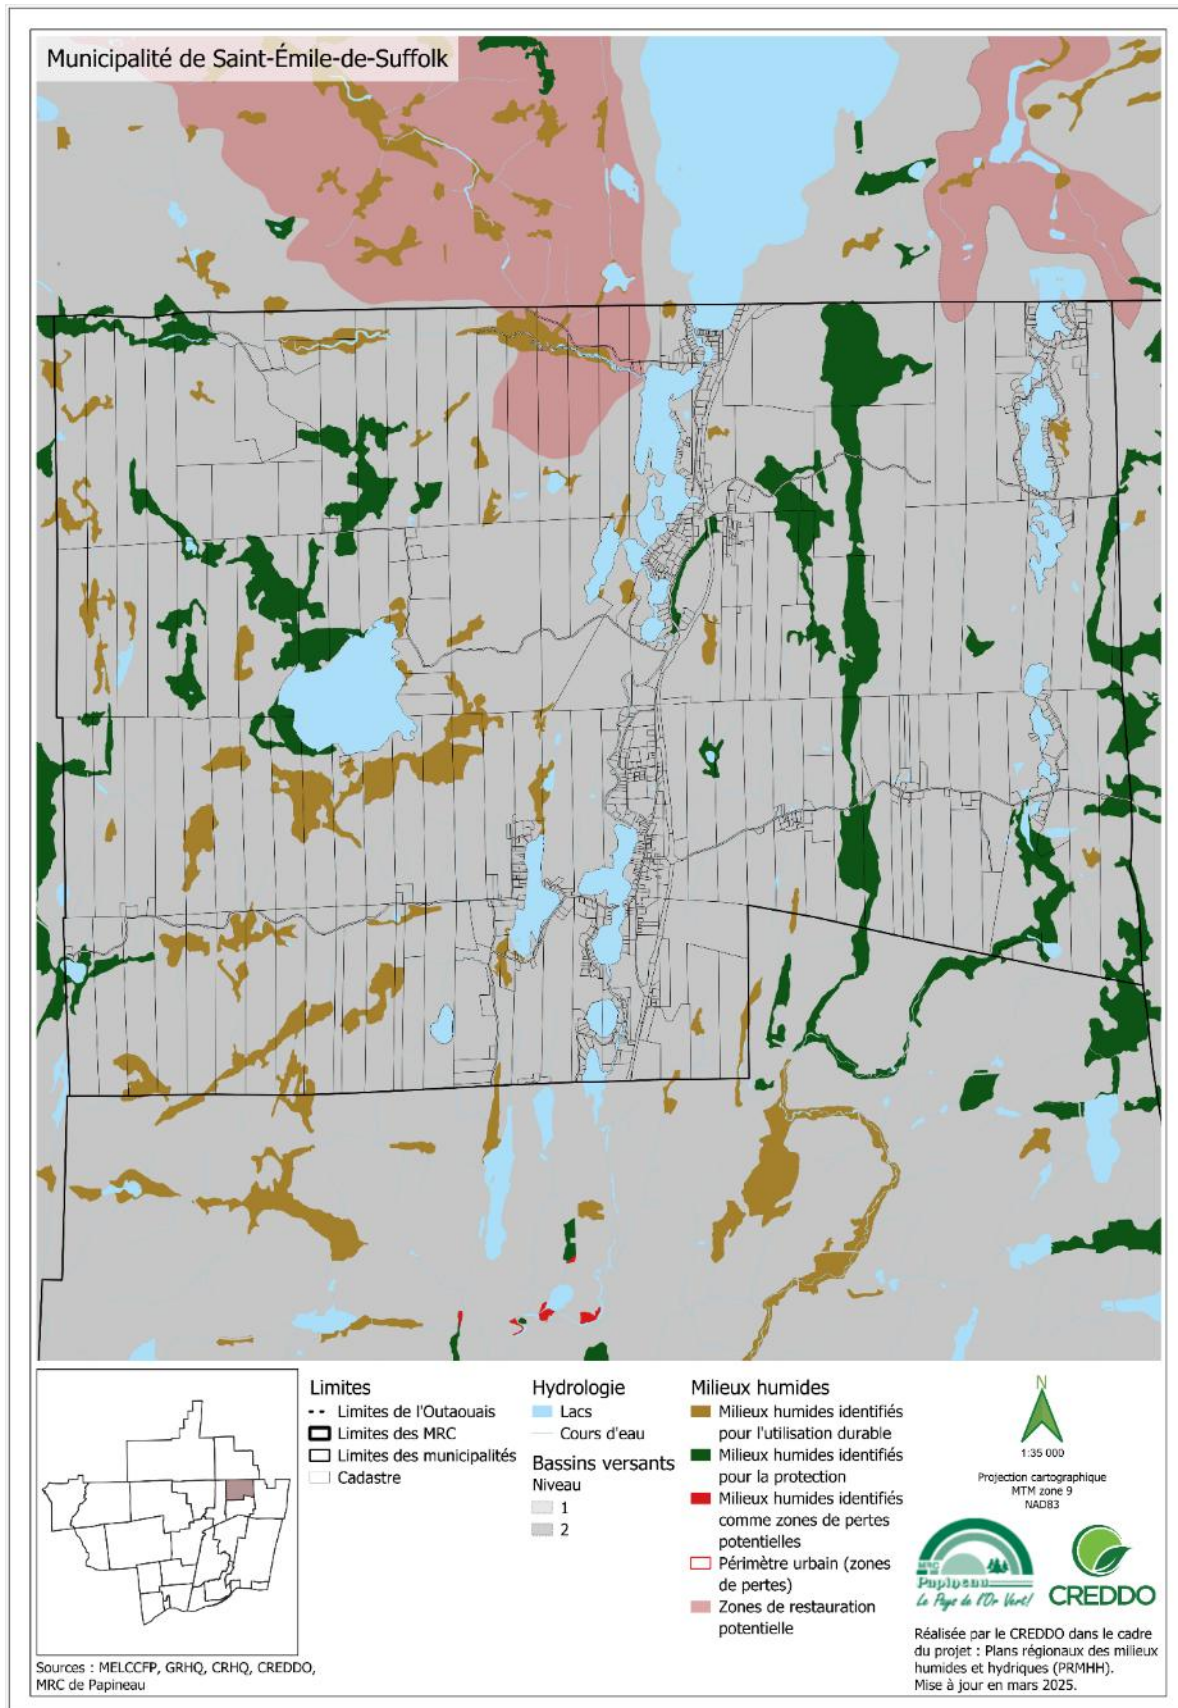 Municipalité de Saint-Émile-de-Suffolk
Limites
Limites de l'Outaouais
Limites des MRC
Limites des municipalités
Cadastre
Hydrologie
Lacs
Cours d'eau
Bassins versants
Niveau
1
2
Milieux humides
Milieux humides identifiés
pour l'utilisation durable
Milieux humides identifiés
pour la protection
Milieux humides identifiés
comme zones de pertes
potentielles
Périmètre urbain (zones
de pertes)
Zones de restauration
potentielle
N
1:35 000
Projection cartographique
MTM zone 9
NAD83
MRC
Papineau
Le Pays de l'Or Vert!
CREDDO
Réalisée par le CREDDO dans le cadre
du projet : Plans régionaux des milieux
humides et hydriques (PRMHH).
Mise à jour en mars 2025.
Sources : MELCCFP, GRHQ, CRHQ, CREDDO,
MRC de Papineau